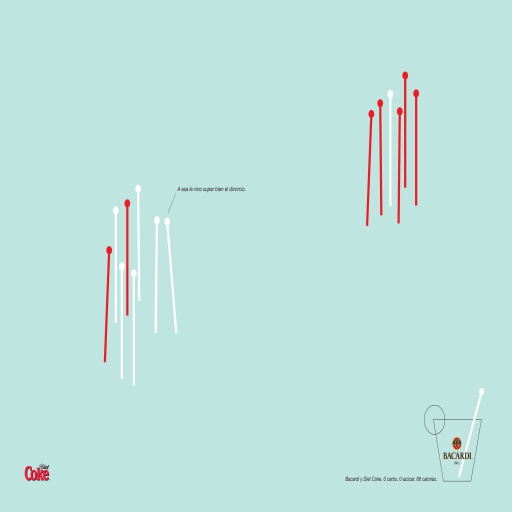 A esa le vino super bien el divorcio.
BACARDI
Diet
Coke
Bacardi y Diet Coke. 0 carbs. 0 azúcar. 66 calorías.